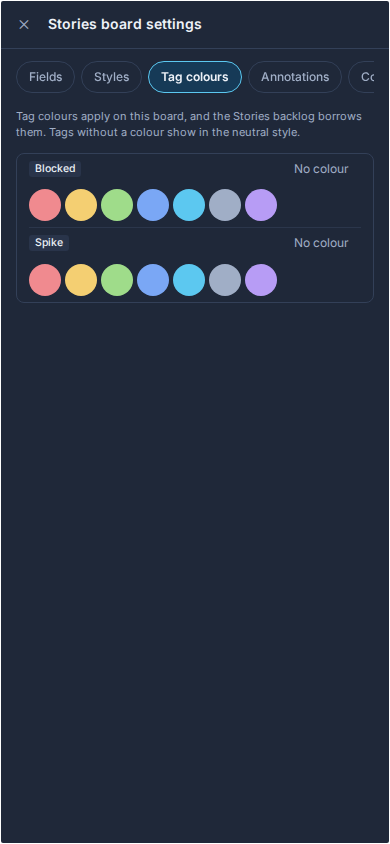 Stories board settings
Fields
Styles
Tag colours
Annotations
Co
Tag colours apply on this board, and the Stories backlog borrows
them. Tags without a colour show in the neutral style.
Blocked
No colour
Spike
No colour